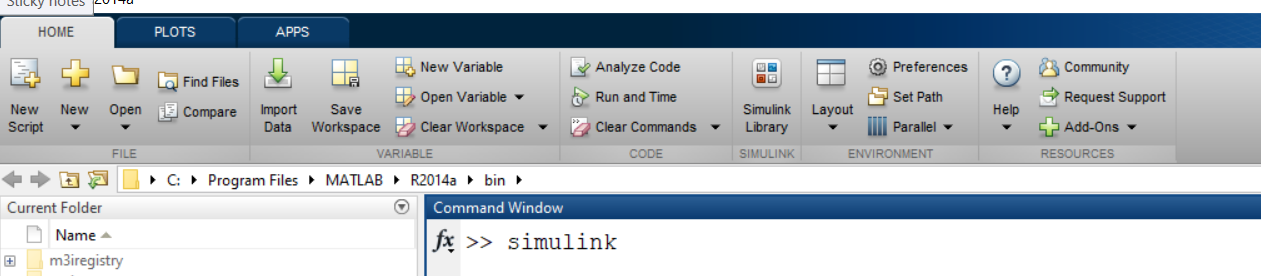 Sticky notes 2014a
HOME PLOTS APPS
New Script
New
Open
Find Files
Compare
FILE
Import Data
Save Workspace
New Variable
Open Variable
Clear Workspace
VARIABLE
Analyze Code
Run and Time
Clear Commands
CODE
Simulink Library
SIMULINK
Layout
Preferences
Set Path
Parallel
ENVIRONMENT
Help
Community
Request Support
Add-Ons
RESOURCES
C: Program Files MATLAB R2014a bin
Current Folder
Name
m3iregistry
Command Window
fx >> simulink